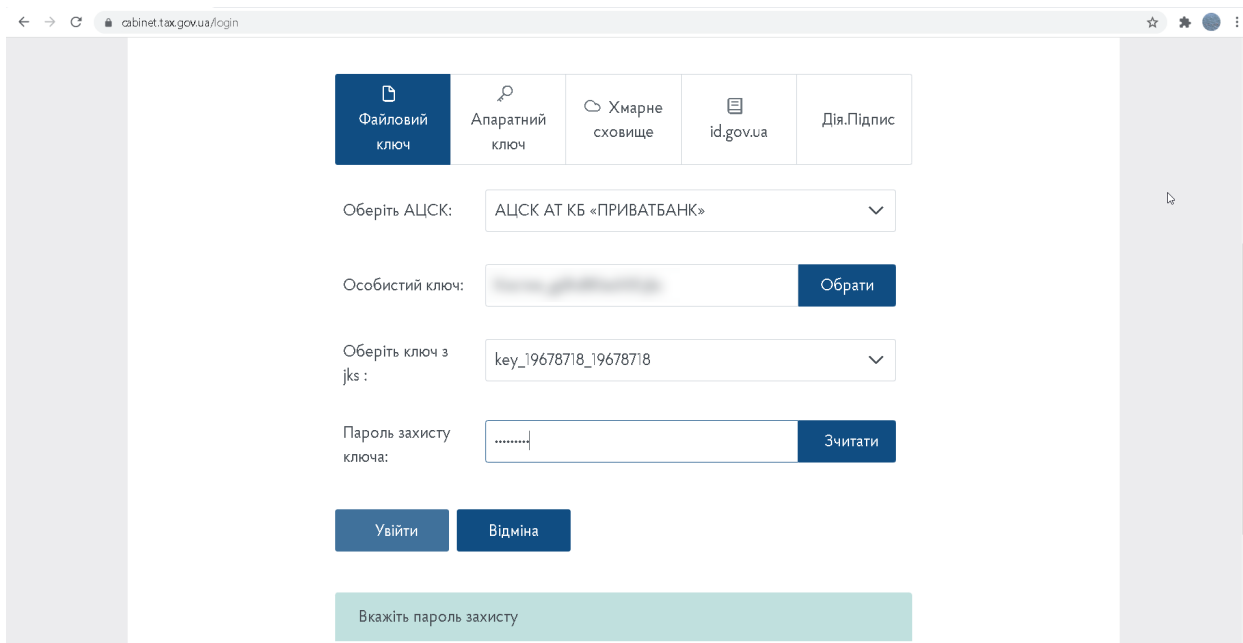 cabinet.tax.gov.ua/login
Файловий
ключ
Апаратний
ключ
Хмарне
сховище
id.gov.ua
Дія.Підпис
Оберіть АЦСК:
АЦСК АТ КБ «ПРИВАТБАНК»
Особистий ключ:
Обрати
Оберіть ключ з
jks :
key_19678718_19678718
Пароль захисту
ключа:
•••••••••
Зчитати
Увійти
Відміна
Вкажіть пароль захисту